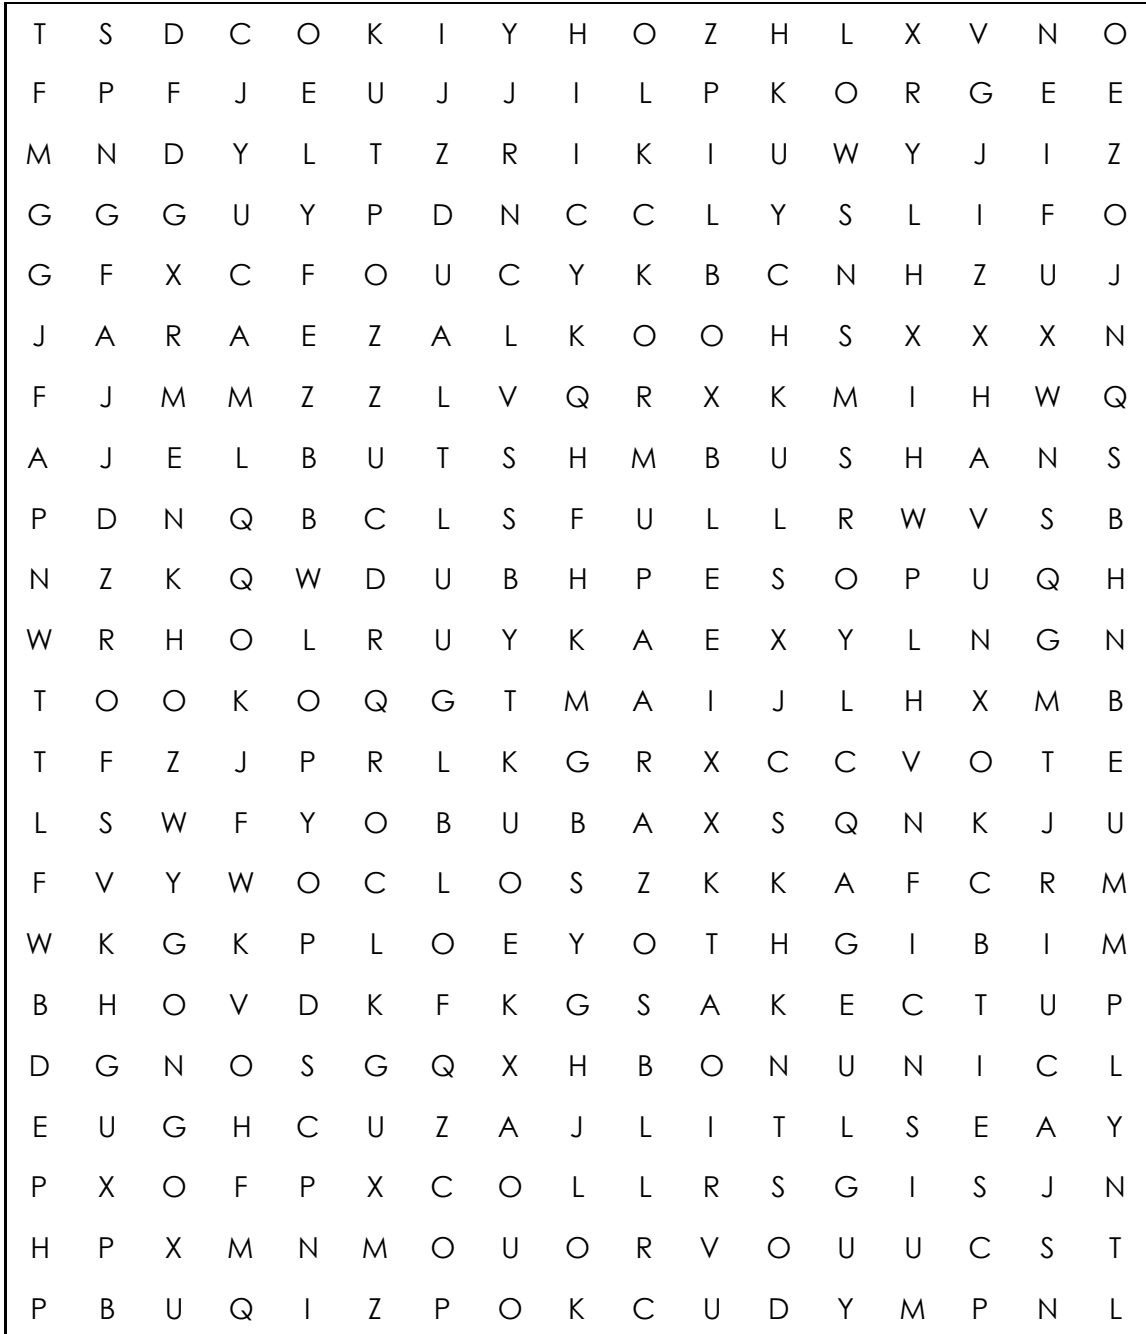 T S D C O K I Y H O Z H L X V N O
F P F J E U J J I L P K O R G E E
M N D Y L T Z R I K I U W Y J I Z
G G G U Y P D N C C L Y S L I F O
G F X C F O U C Y K B C N H Z U J
J A R A E Z A L K O O H S X X X N
F J M M Z Z L V Q R X K M I H W Q
A J E L B U T S H M B U S H A N S
P D N Q B C L S F U L L R W V S B
N Z K Q W D U B H P E S O P U Q H
W R H O L R U Y K A E X Y L N G N
T O O K O Q G T M A I J L H X M B
T F Z J P R L K G R X C C V O T E
L S W F Y O B U B A X S Q N K J U
F V Y W O C L O S Z K K A F C R M
W K G K P L O E Y O T H G I B I M
B H O V D K F K G S A K E C T U P
D G N O S G Q X H B O N U N I C L
E U G H C U Z A J L I T L S E A Y
P X O F P X C O L L R S G I S J N
H P X M N M O U O R V O U U C S T
P B U Q I Z P O K C U D Y M P N L